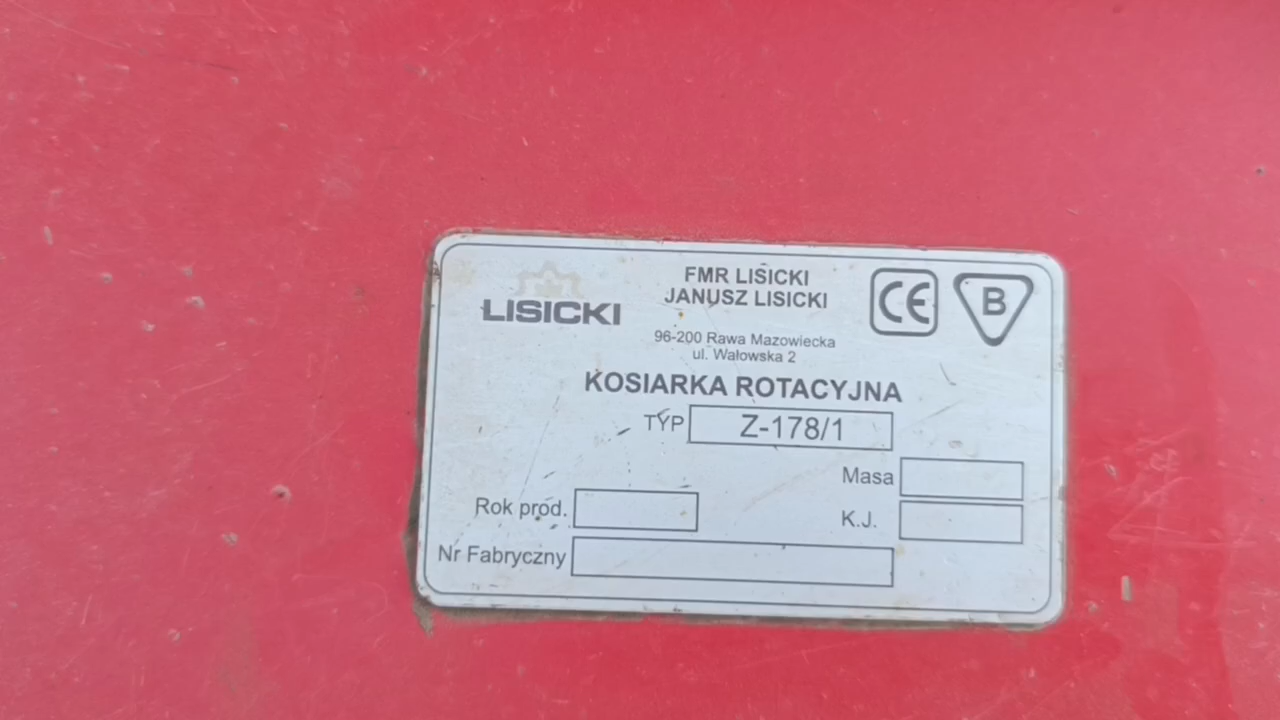 LISICKI
FMR LISICKI
JANUSZ LISICKI
96-200 Rawa Mazowiecka
ul. Wałowska 2
CE
B
KOSIARKA ROTACYJNA
TYP Z-178/1
Masa
Rok prod.
K.J.
Nr Fabryczny